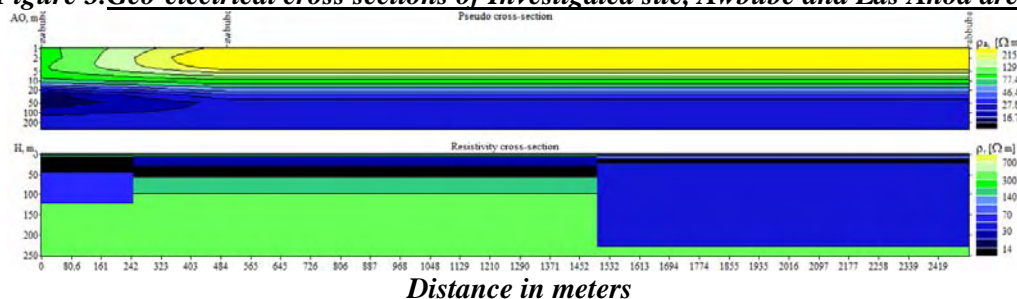 Figure 3.Geo-electrical cross-sections of Investigated site, Awbube and Las Anod are
Pseudo cross-section
AO, m
ρa, [Ω m]
1
2
5
10
20
50
100
200
215
129
77.4
46.4
27.8
16.7
Resistivity cross-section
H, m
ρ, [Ω m]
50
100
150
200
250
700
300
140
70
30
14
0 80.6 161 242 323 403 484 565 645 726 806 887 968 1048 1129 1210 1290 1371 1452 1532 1613 1694 1774 1855 1935 2016 2097 2177 2258 2339 2419
Distance in meters